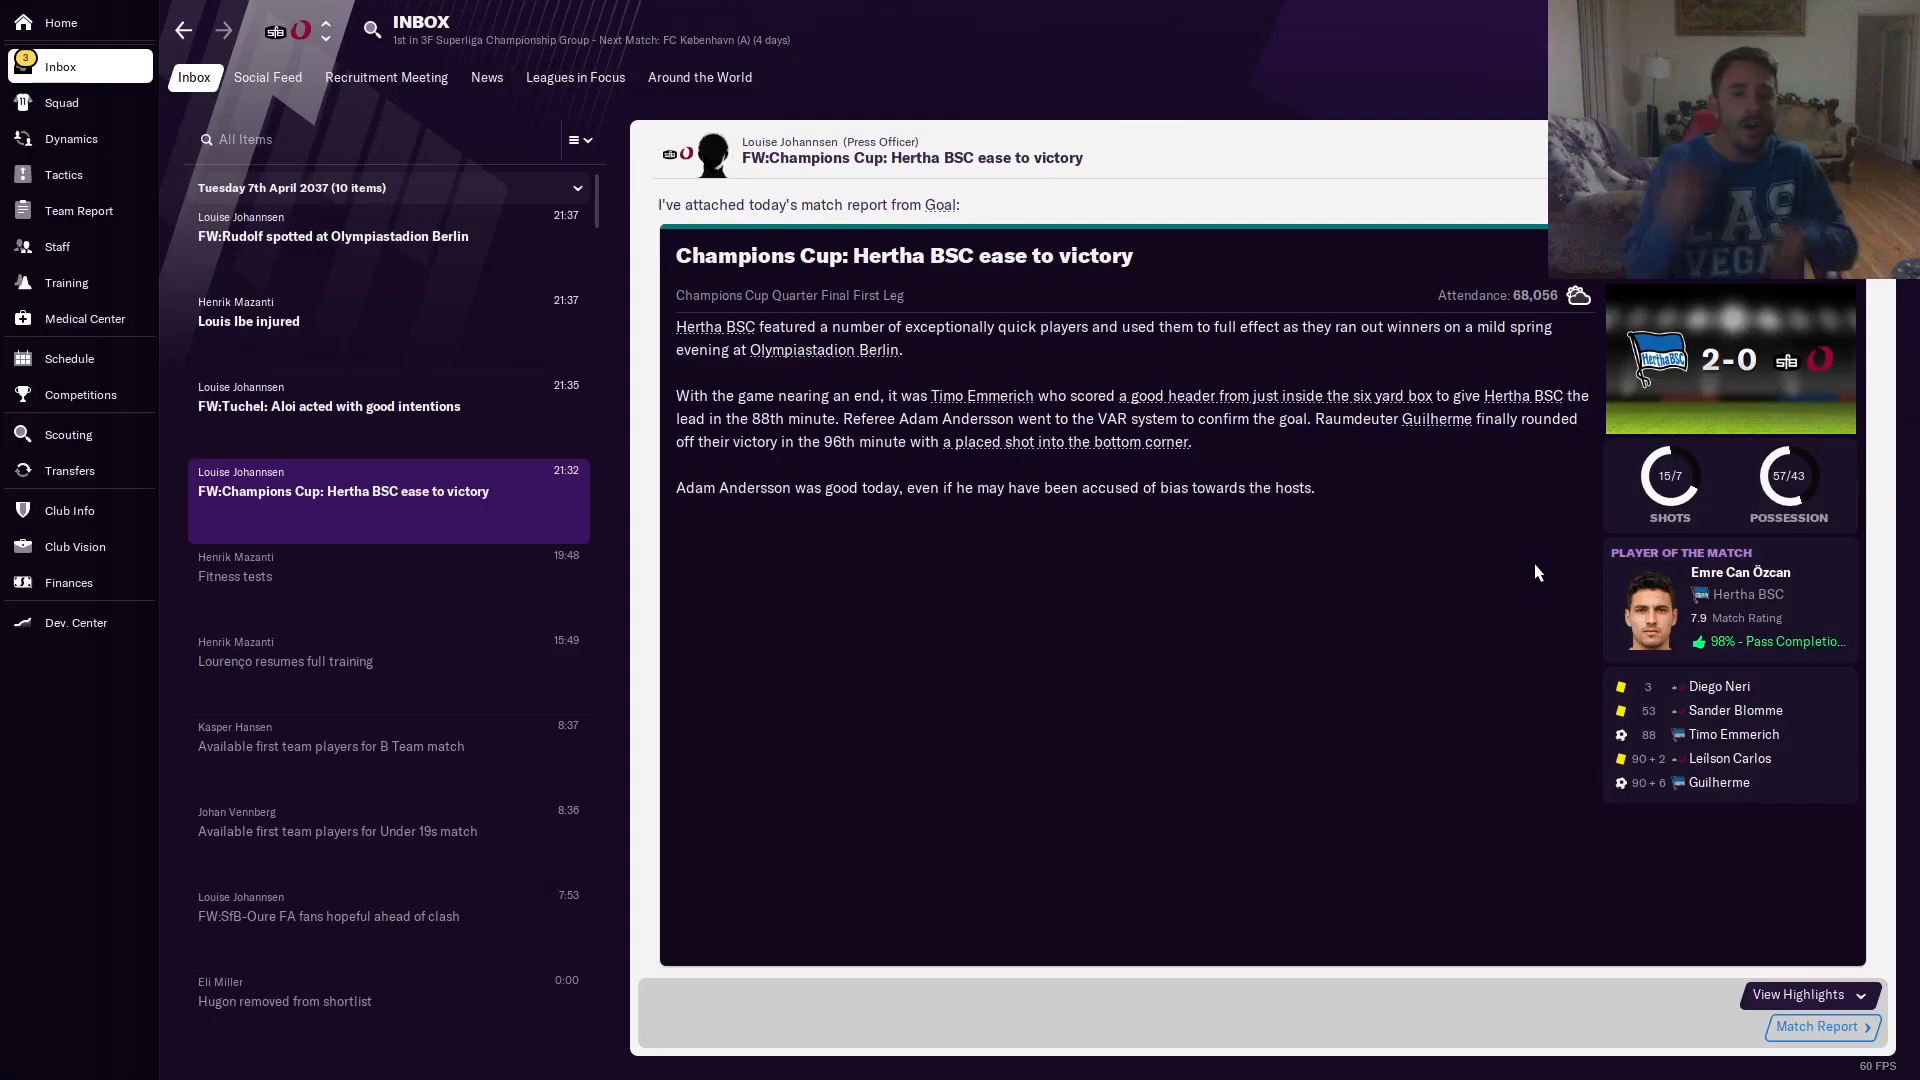 Home
3
Inbox
Squad
Dynamics
Tactics
Team Report
Staff
Training
Medical Center
Schedule
Competitions
Scouting
Transfers
Club Info
Club Vision
Finances
Dev. Center
INBOX
1st in 3F Superliga Championship Group - Next Match: FC København (A) (4 days)
Inbox
Social Feed
Recruitment Meeting
News
Leagues in Focus
Around the World
All Items
Tuesday 7th April 2037 (10 items)
Louise Johannsen 21:37
FW:Rudolf spotted at Olympiastadion Berlin
Henrik Mazanti 21:37
Louis Ibe injured
Louise Johannsen 21:35
FW:Tuchel: Aloi acted with good intentions
Louise Johannsen 21:32
FW:Champions Cup: Hertha BSC ease to victory
Henrik Mazanti 19:48
Fitness tests
Henrik Mazanti 15:49
Lourenço resumes full training
Kasper Hansen 8:37
Available first team players for B Team match
Johan Vennberg 8:36
Available first team players for Under 19s match
Louise Johannsen 7:53
FW:SfB-Oure FA fans hopeful ahead of clash
Eli Miller 0:00
Hugon removed from shortlist
Louise Johannsen (Press Officer)
FW:Champions Cup: Hertha BSC ease to victory
I've attached today's match report from Goal:
Champions Cup: Hertha BSC ease to victory
Champions Cup Quarter Final First Leg
Attendance: 68,056
Hertha BSC featured a number of exceptionally quick players and used them to full effect as they ran out winners on a mild spring
evening at Olympiastadion Berlin.
With the game nearing an end, it was Timo Emmerich who scored a good header from just inside the six yard box to give Hertha BSC the
lead in the 88th minute. Referee Adam Andersson went to the VAR system to confirm the goal. Raumdeuter Guilherme finally rounded
off their victory in the 96th minute with a placed shot into the bottom corner.
Adam Andersson was good today, even if he may have been accused of bias towards the hosts.
LAS
VEGA
Hertha BSC
2-0
sfb
15/7
57/43
SHOTS
POSSESSION
PLAYER OF THE MATCH
Emre Can Özcan
Hertha BSC
7.9 Match Rating
98% - Pass Completio...
3 Diego Neri
53 Sander Blomme
88 Timo Emmerich
90 + 2 Leílson Carlos
90 + 6 Guilherme
View Highlights
Match Report
60 FPS